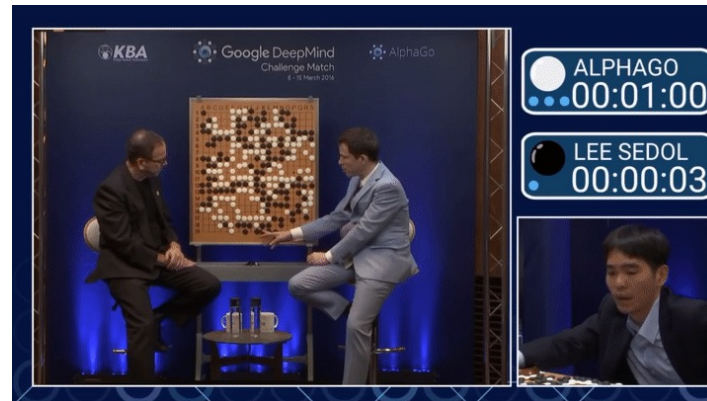 KBA
Google DeepMind
Challenge Match
8 - 15 March 2016
AlphaGo
ALPHAGO
00:01:00
LEE SEDOL
00:00:03